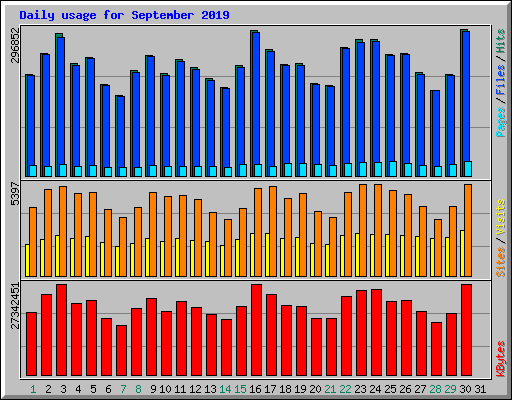 Daily usage for September 2019
296852
Pages / Files / Hits
5397
Sites / Visits
27342451
KBytes
1 2 3 4 5 6 7 8 9 10 11 12 13 14 15 16 17 18 19 20 21 22 23 24 25 26 27 28 29 30 31